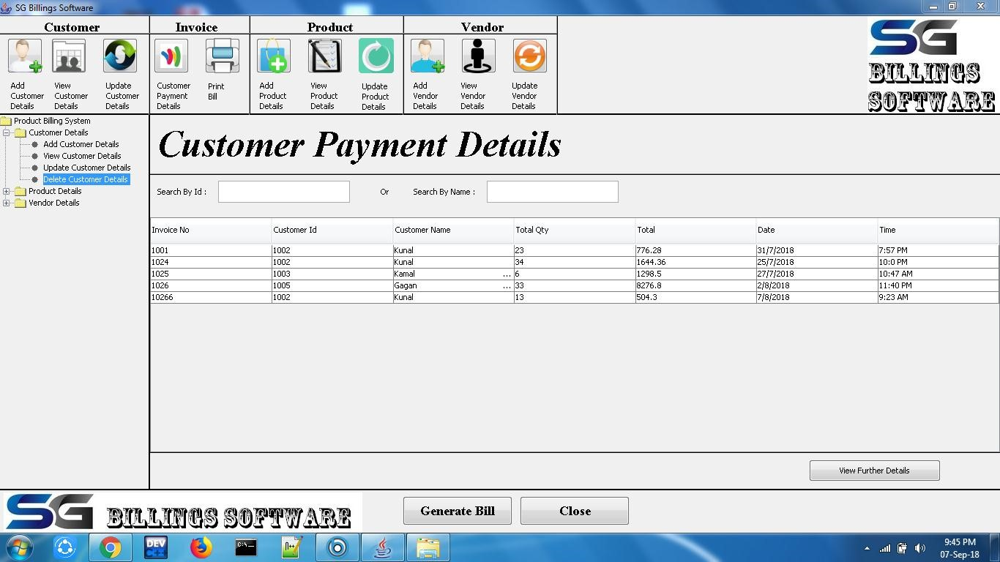 SG Billings Software
Customer Invoice Product Vendor
Add Customer Details
View Customer Details
Update Customer Details
Customer Payment Details
Print Bill
Add Product Details
View Product Details
Update Product Details
Add Vendor Details
View Vendor Details
Update Vendor Details
SG
BILLINGS
SOFTWARE
Product Billing System
Customer Details
Add Customer Details
View Customer Details
Update Customer Details
Delete Customer Details
Product Details
Vendor Details
Customer Payment Details
Search By Id : Or Search By Name :
Invoice No Customer Id Customer Name Total Qty Total Date Time
1001 1002 Kunal 23 776.28 31/7/2018 7:57 PM
1024 1002 Kunal 34 1644.36 25/7/2018 10:0 PM
1025 1003 Kamal ... 6 1298.5 27/7/2018 10:47 AM
1026 1005 Gagan ... 33 8276.8 2/8/2018 11:40 PM
10266 1002 Kunal 13 504.3 7/8/2018 9:23 AM
View Further Details
SG BILLINGS SOFTWARE
Generate Bill Close
DEV C++
C:\_
N++
9:45 PM
07-Sep-18